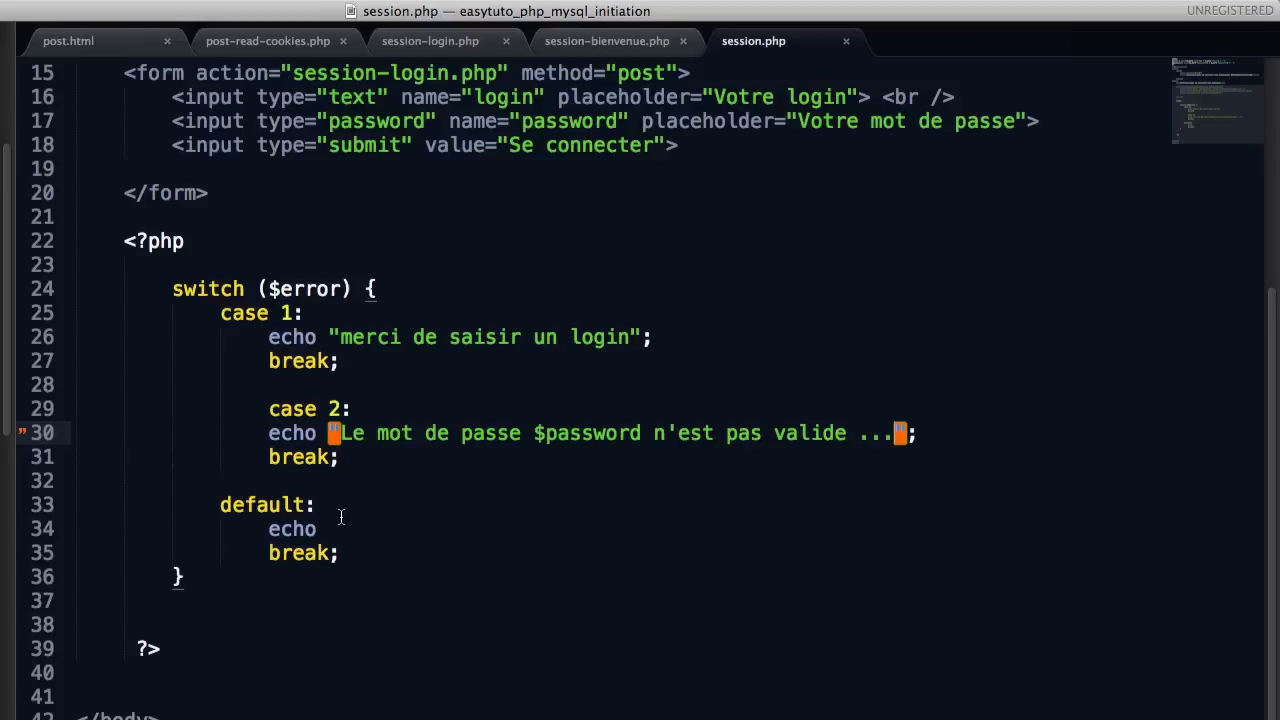 session.php — easytuto_php_mysql_initiation
UNREGISTERED
post.html × post-read-cookies.php × session-login.php × session-bienvenue.php × session.php ×
15 <form action="session-login.php" method="post">
16 <input type="text" name="login" placeholder="Votre login"> <br />
17 <input type="password" name="password" placeholder="Votre mot de passe">
18 <input type="submit" value="Se connecter">
19
20 </form>
21
22 <?php
23
24 switch ($error) {
25 case 1:
26 echo "merci de saisir un login";
27 break;
28
29 case 2:
30 echo "Le mot de passe $password n'est pas valide ...";
31 break;
32
33 default:
34 echo
35 break;
36 }
37
38
39 ?>
40
41
42 </body>